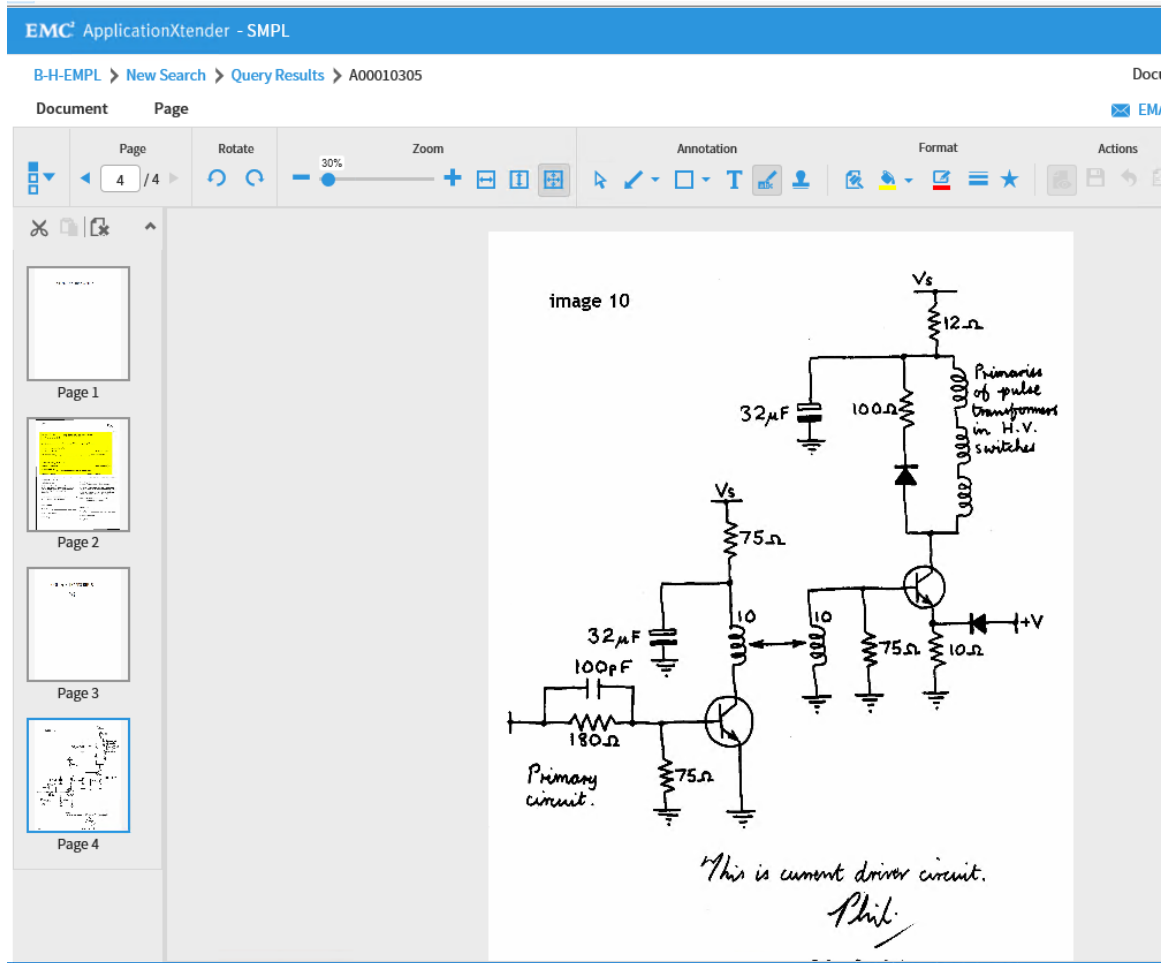 EMC² ApplicationXtender - SMPL
B-H-EMPL > New Search > Query Results > A00010305
Document Page
Page Rotate Zoom Annotation Format Actions
30%
4 / 4
T
abc
Page 1
Page 2
Page 3
Page 4
image 10
Vs
12Ω
Primaries
of pulse
transformers
in H.V.
switches
32μF
100Ω
Vs
75Ω
10
10
32μF
+V
75Ω
10Ω
100pF
180Ω
75Ω
Primary
circuit.
This is current driver circuit.
Phil.